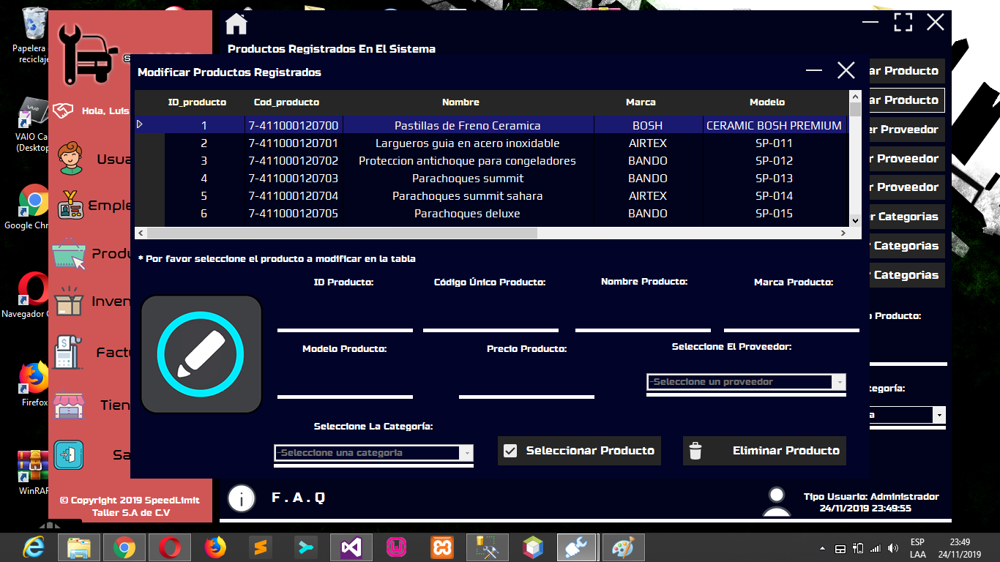 Papelera
reciclaje
VAIO Ca
(Desktop
Google Chr
Navegador
Firefox
WinRAR
Hola, Luis
Usua
Emple
Produ
Inven
Factu
Tien
Sa
© Copyright 2019 SpeedLimit
Taller S.A de C.V
Productos Registrados En El Sistema
ar Producto
ar Producto
er Proveedor
r Proveedor
r Proveedor
er Categorias
r Categorias
r Categorias
Producto:
tegoría:
a
Modificar Productos Registrados
ID_producto Cod_producto Nombre Marca Modelo
1 7-411000120700 Pastillas de Freno Ceramica BOSH CERAMIC BOSH PREMIUM
2 7-411000120701 Largueros guia en acero inoxidable AIRTEX SP-011
3 7-411000120702 Proteccion antichoque para congeladores BANDO SP-012
4 7-411000120703 Parachoques summit BANDO SP-013
5 7-411000120704 Parachoques summit sahara AIRTEX SP-014
6 7-411000120705 Parachoques deluxe BANDO SP-015
* Por favor seleccione el producto a modificar en la tabla
ID Producto: Código Único Producto: Nombre Producto: Marca Producto:
Modelo Producto: Precio Producto: Seleccione El Proveedor:
-Seleccione un proveedor
Seleccione La Categoría:
-Seleccione una categoria
Seleccionar Producto
Eliminar Producto
F . A . Q
Tipo Usuario: Administrador
24/11/2019 23:49:55
ESP
LAA
23:49
24/11/2019